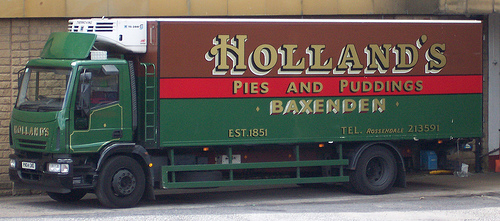 HOLLAND'S
PIES AND PUDDINGS
BAXENDEN
EST.1851
TEL. ROSSENDALE 213591
HOLLAND'S